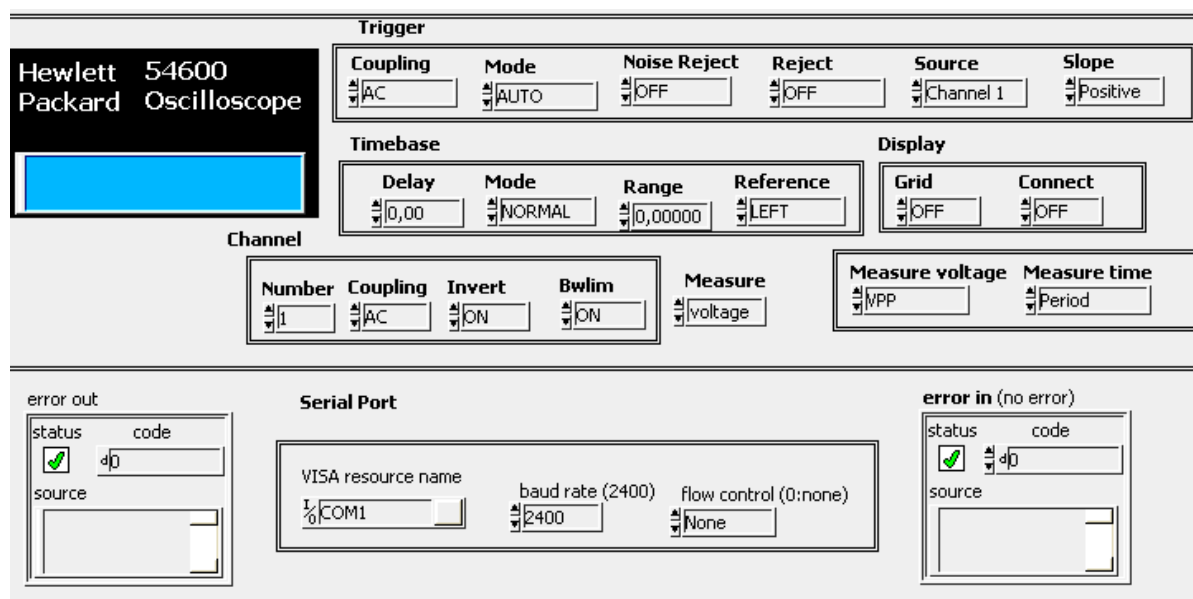 Trigger
Hewlett 54600
Packard Oscilloscope
Coupling Mode Noise Reject Reject Source Slope
AC AUTO OFF OFF Channel 1 Positive
Timebase
Delay Mode Range Reference
0,00 NORMAL 0,00000 LEFT
Display
Grid Connect
OFF OFF
Channel
Number Coupling Invert Bwlim
1 AC ON ON
Measure
voltage
Measure voltage Measure time
VPP Period
error out
status code
d0
source
Serial Port
VISA resource name
I/0 COM1
baud rate (2400)
2400
flow control (0:none)
None
error in (no error)
status code
d0
source